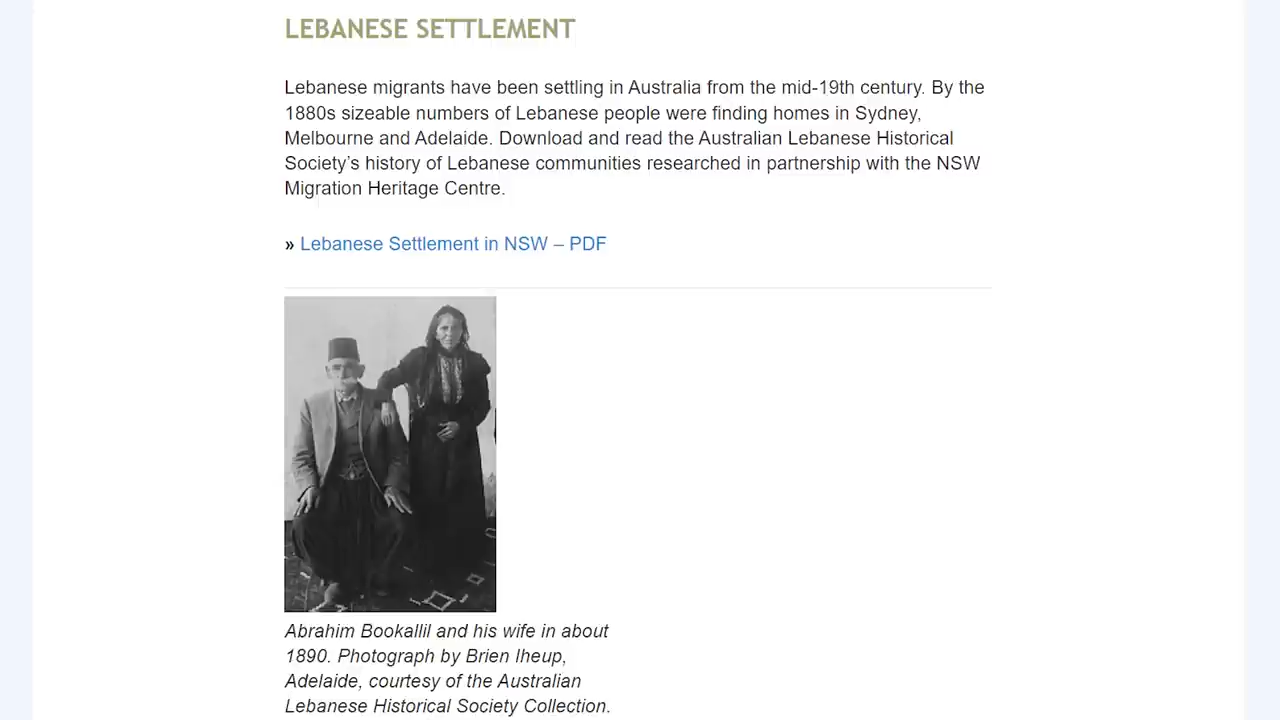 LEBANESE SETTLEMENT
Lebanese migrants have been settling in Australia from the mid-19th century. By the
1880s sizeable numbers of Lebanese people were finding homes in Sydney,
Melbourne and Adelaide. Download and read the Australian Lebanese Historical
Society’s history of Lebanese communities researched in partnership with the NSW
Migration Heritage Centre.
» Lebanese Settlement in NSW – PDF
Abrahim Bookallil and his wife in about
1890. Photograph by Brien Iheup,
Adelaide, courtesy of the Australian
Lebanese Historical Society Collection.